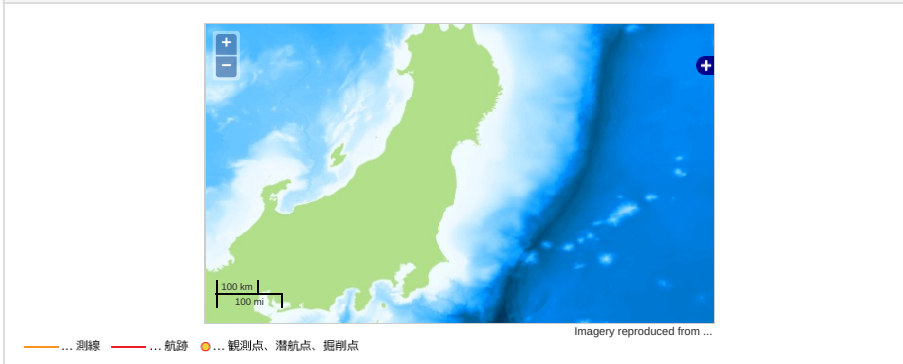 +
−
+
100 km
100 mi
Imagery reproduced from ...
... 測線 ... 航跡 ... 観測点、潜航点、掘削点